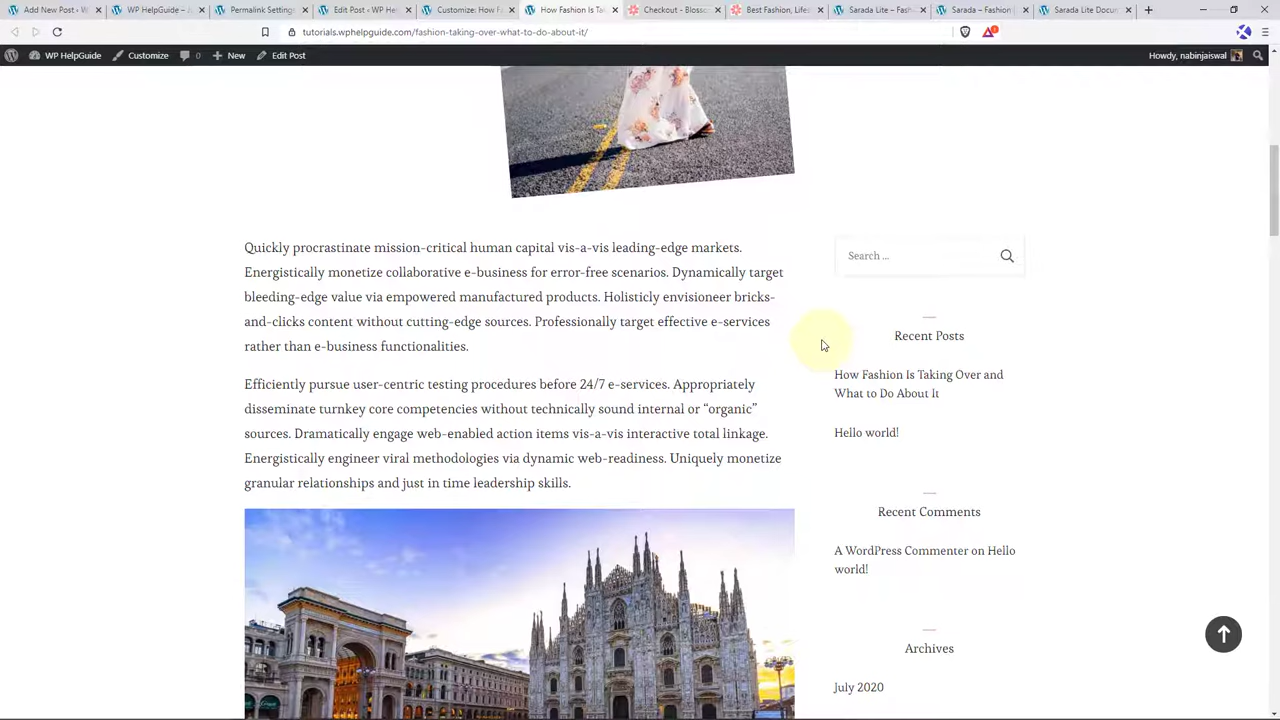 Add New Post ‹ W
WP HelpGuide – Ju
Permalink Settings
Edit Post ‹ WP Hel
Customize: How Fa
How Fashion Is Tak
Checkout - Blosso
Best Fashion, Lifes
Sarada Lite – Fash
Sarada – Fashion
Sarada Lite Docum
tutorials.wphelpguide.com/fashion-taking-over-what-to-do-about-it/
WP HelpGuide
Customize
0
New
Edit Post
Howdy, nabinjaiswal
Quickly procrastinate mission-critical human capital vis-a-vis leading-edge markets.
Energistically monetize collaborative e-business for error-free scenarios. Dynamically target
bleeding-edge value via empowered manufactured products. Holisticly envisioneer bricks-
and-clicks content without cutting-edge sources. Professionally target effective e-services
rather than e-business functionalities.
Efficiently pursue user-centric testing procedures before 24/7 e-services. Appropriately
disseminate turnkey core competencies without technically sound internal or “organic”
sources. Dramatically engage web-enabled action items vis-a-vis interactive total linkage.
Energistically engineer viral methodologies via dynamic web-readiness. Uniquely monetize
granular relationships and just in time leadership skills.
Search …
Recent Posts
How Fashion Is Taking Over and
What to Do About It
Hello world!
Recent Comments
A WordPress Commenter on Hello
world!
Archives
July 2020